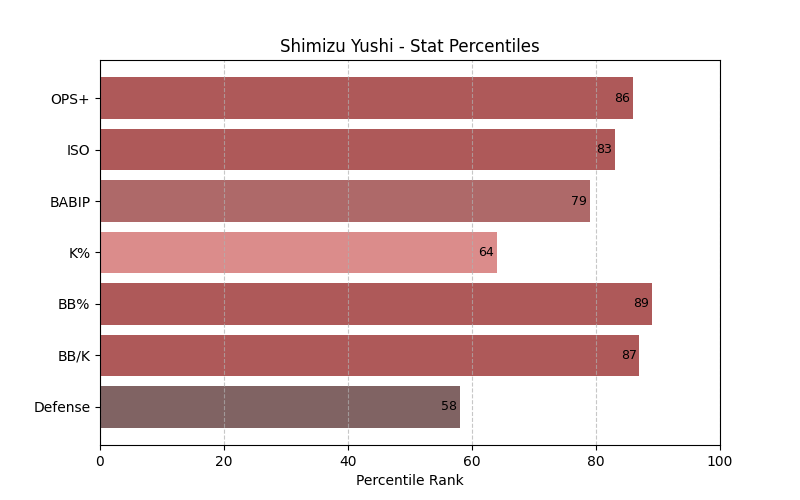 Shimizu Yushi - Stat Percentiles
OPS+ 86
ISO 83
BABIP 79
K% 64
BB% 89
BB/K 87
Defense 58
0 20 40 60 80 100
Percentile Rank